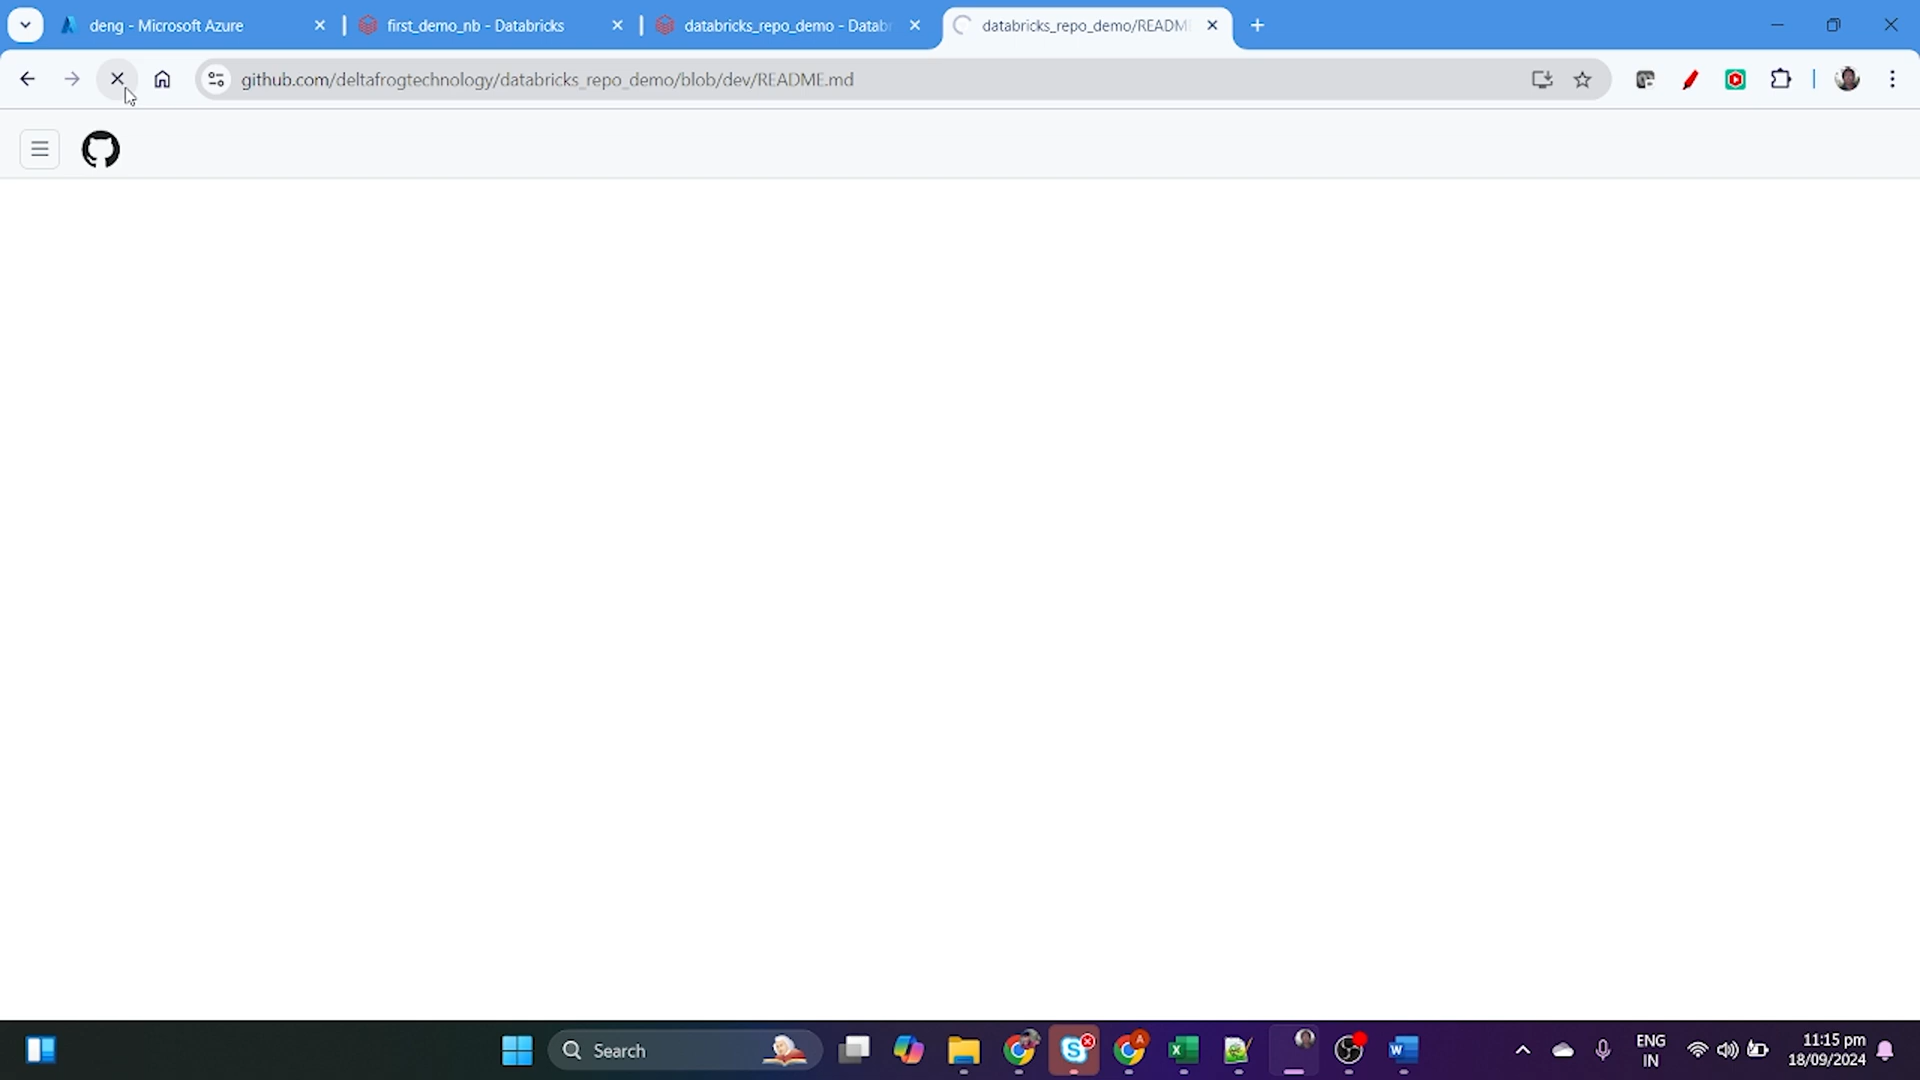 deng - Microsoft Azure
first_demo_nb - Databricks
databricks_repo_demo - Datab
databricks_repo_demo/READM
github.com/deltafrogtechnology/databricks_repo_demo/blob/dev/README.md
Search
ENG
IN
11:15 pm
18/09/2024